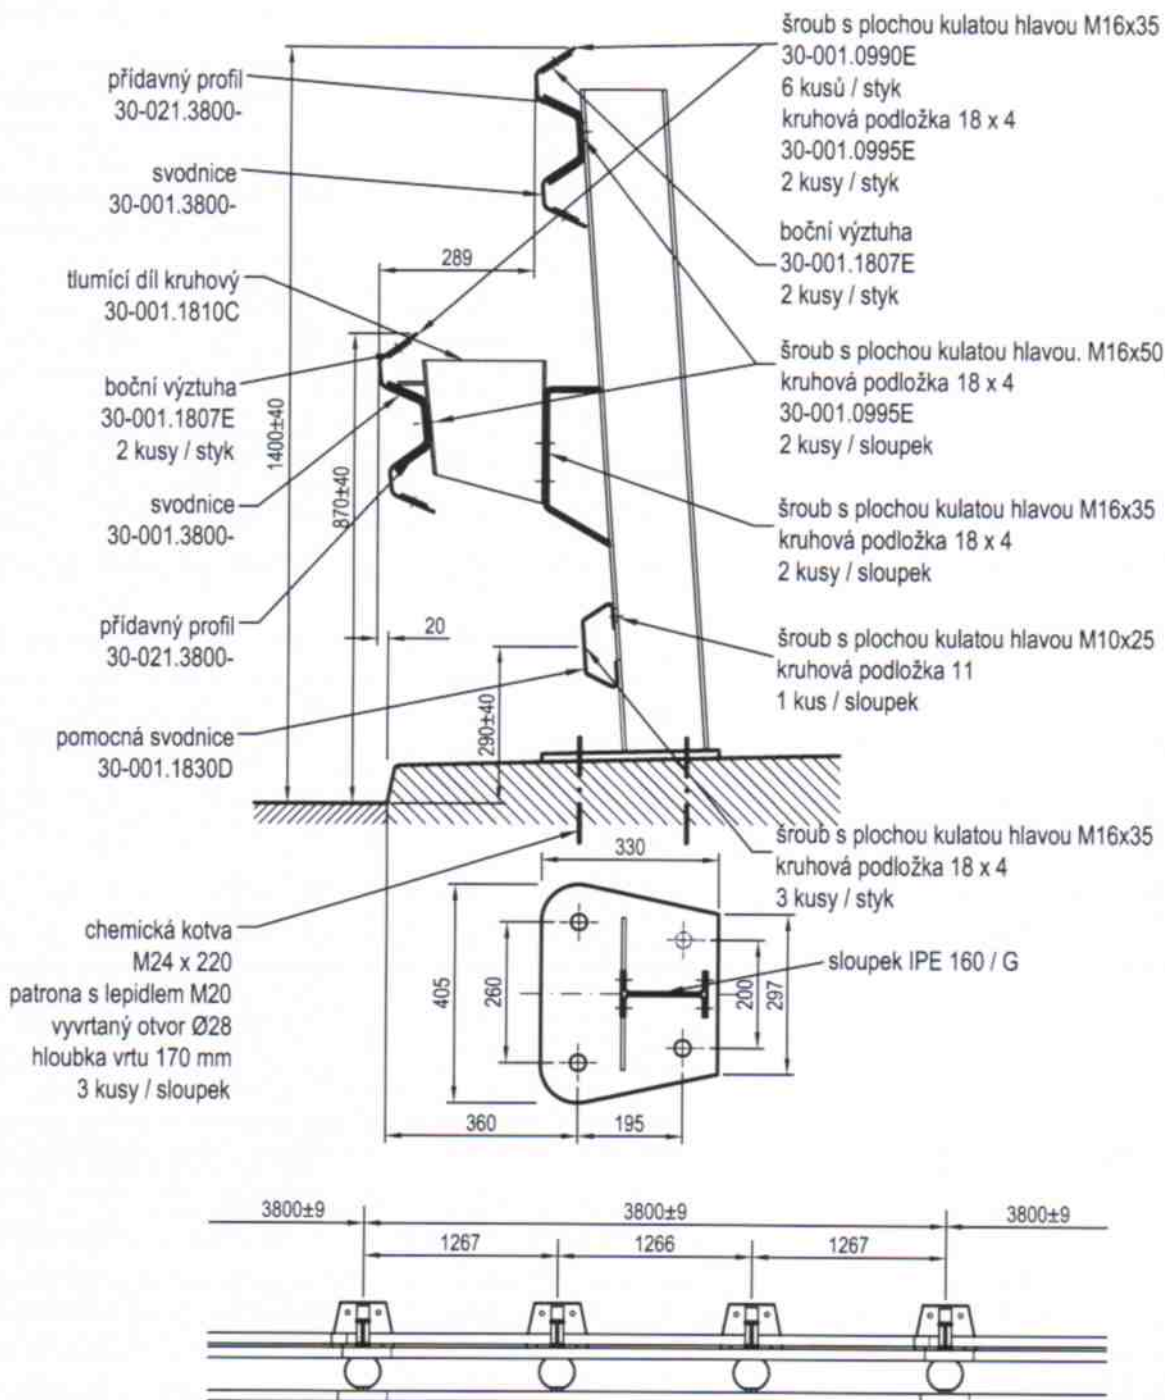 přídavný profil
30-021.3800-
svodnice
30-001.3800-
tlumící díl kruhový
30-001.1810C
boční výztuha
30-001.1807E
2 kusy / styk
svodnice
30-001.3800-
přídavný profil
30-021.3800-
pomocná svodnice
30-001.1830D
chemická kotva
M24 x 220
patrona s lepidlem M20
vyvrtaný otvor Ø28
hloubka vrtu 170 mm
3 kusy / sloupek
1400±40
870±40
289
20
290±40
šroub s plochou kulatou hlavou M16x35
30-001.0990E
6 kusů / styk
kruhová podložka 18 x 4
30-001.0995E
2 kusy / styk
boční výztuha
30-001.1807E
2 kusy / styk
šroub s plochou kulatou hlavou. M16x50
kruhová podložka 18 x 4
30-001.0995E
2 kusy / sloupek
šroub s plochou kulatou hlavou M16x35
kruhová podložka 18 x 4
2 kusy / sloupek
šroub s plochou kulatou hlavou M10x25
kruhová podložka 11
1 kus / sloupek
šroub s plochou kulatou hlavou M16x35
kruhová podložka 18 x 4
3 kusy / styk
sloupek IPE 160 / G
330
405
260
200
297
360
195
3800±9
3800±9
3800±9
1267
1266
1267